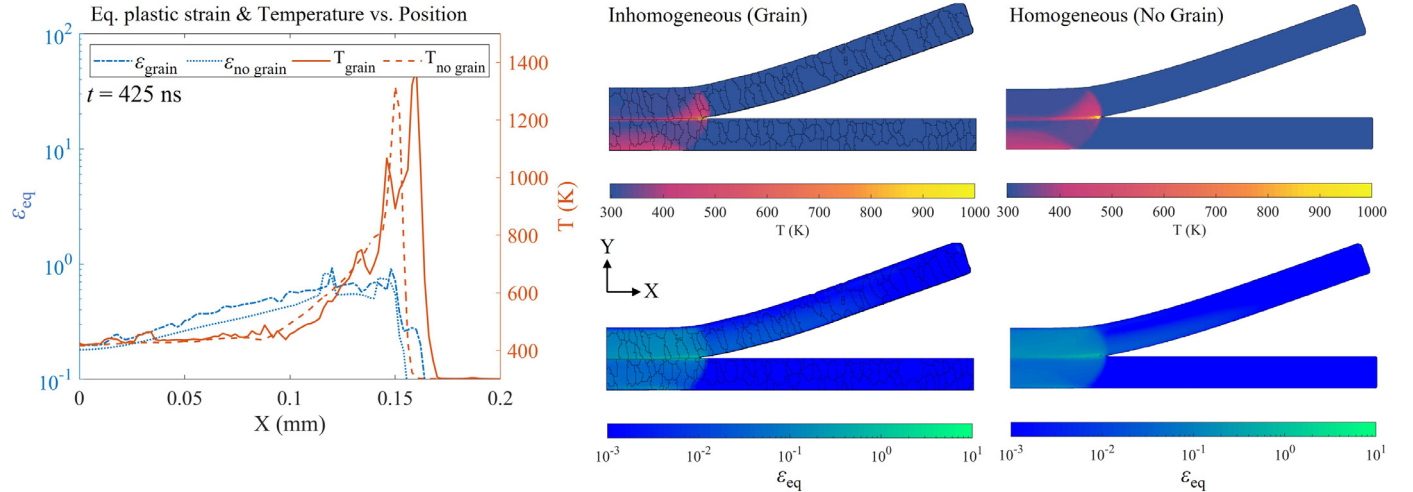 Eq. plastic strain & Temperature vs. Position
10²
10¹
10⁰
10⁻¹
ε_eq
ε_grain
ε_no grain
T_grain
T_no grain
t = 425 ns
1400
1200
1000
800
600
400
T (K)
0
0.05
0.1
0.15
0.2
X (mm)
Inhomogeneous (Grain)
300 400 500 600 700 800 900 1000
T (K)
Homogeneous (No Grain)
300 400 500 600 700 800 900 1000
T (K)
Y
X
10⁻³ 10⁻² 10⁻¹ 10⁰ 10¹
ε_eq
10⁻³ 10⁻² 10⁻¹ 10⁰ 10¹
ε_eq